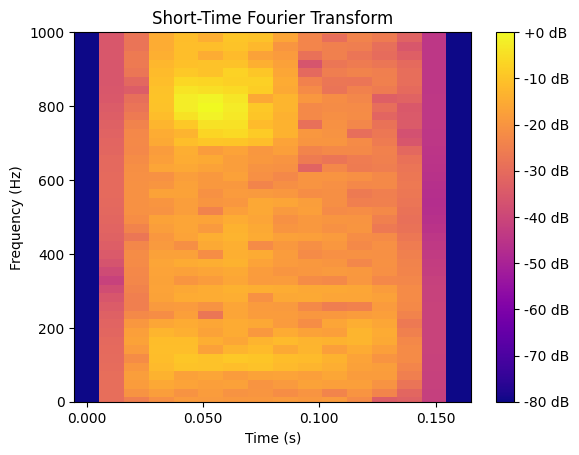 Short-Time Fourier Transform
1000
800
600
400
200
0
Frequency (Hz)
0.000
0.050
0.100
0.150
Time (s)
+0 dB
-10 dB
-20 dB
-30 dB
-40 dB
-50 dB
-60 dB
-70 dB
-80 dB